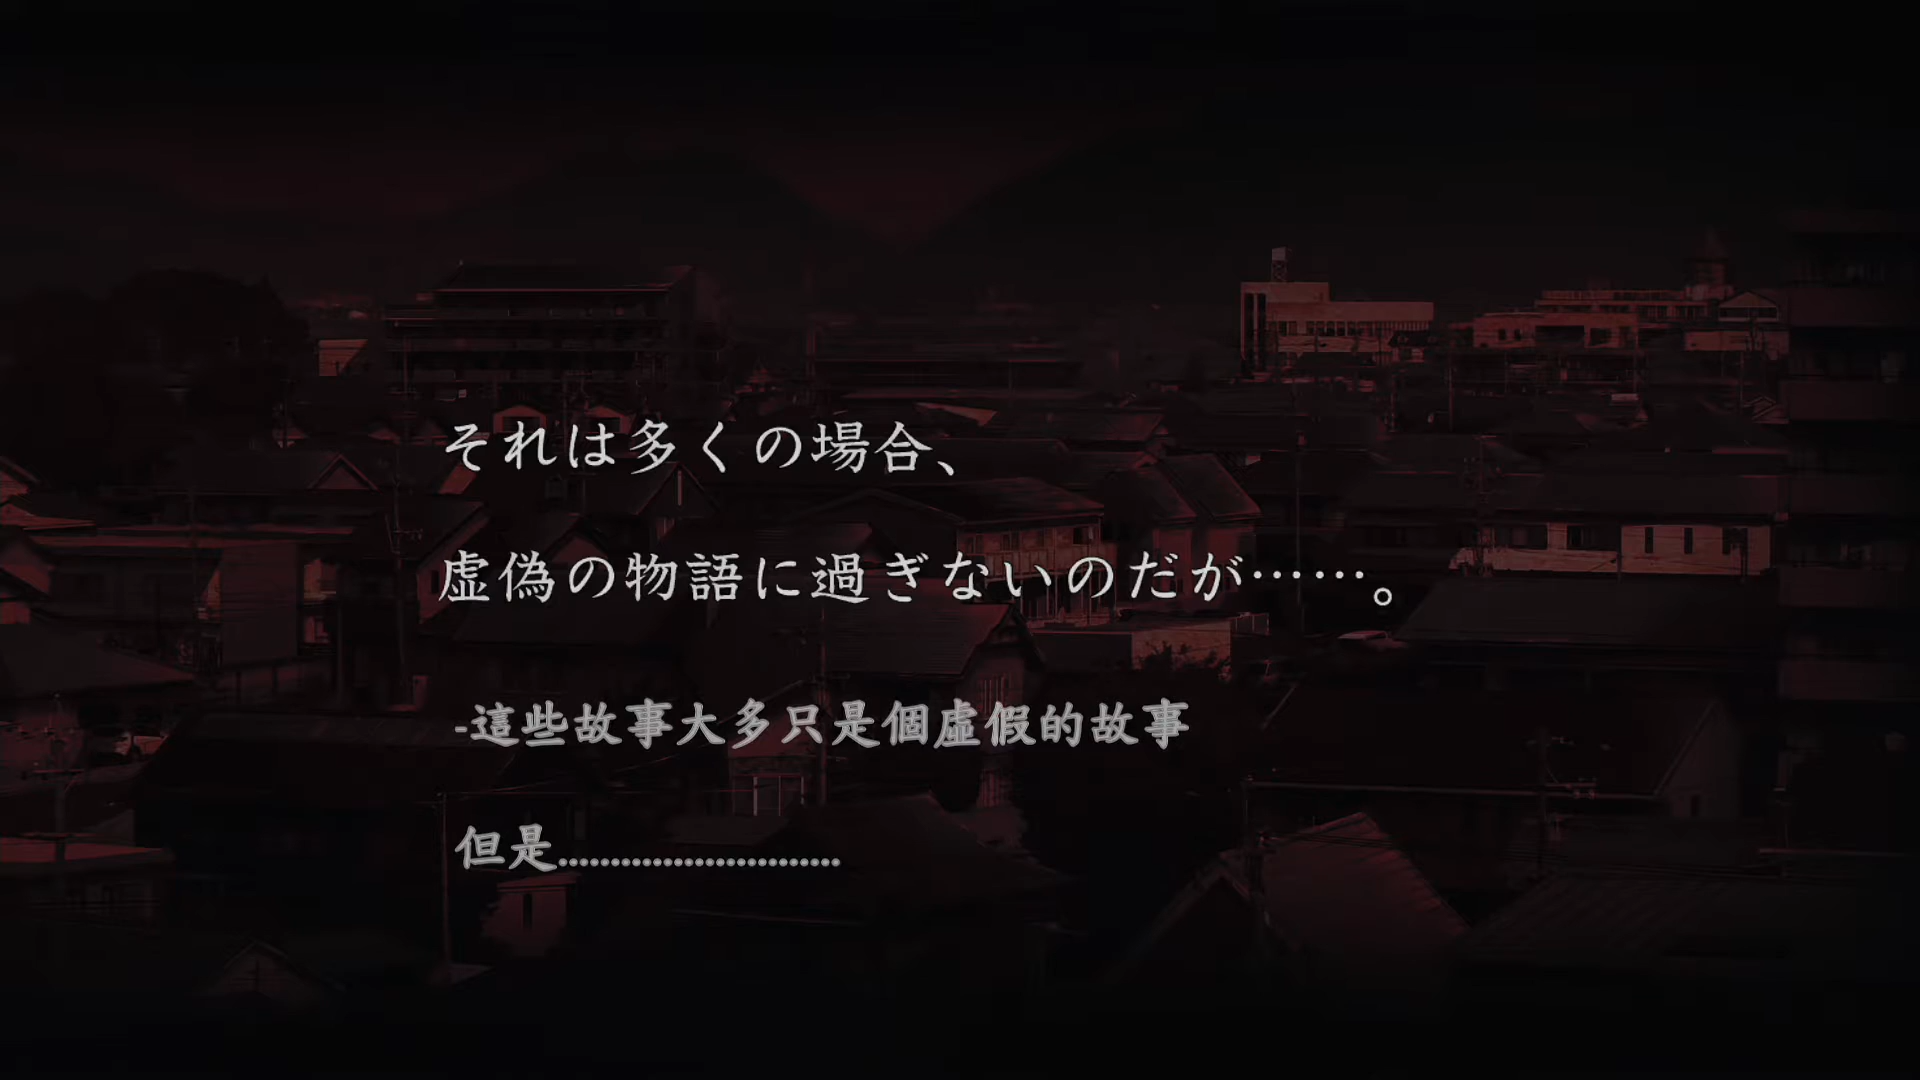 それは多くの場合、
虚偽の物語に過ぎないのだが……。
-這些故事大多只是個虛假的故事
但是...........................